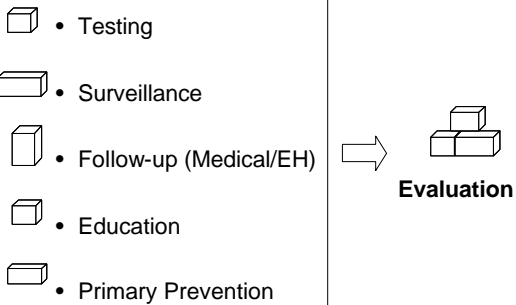 • Testing
• Surveillance
• Follow-up (Medical/EH)
• Education
• Primary Prevention
Evaluation